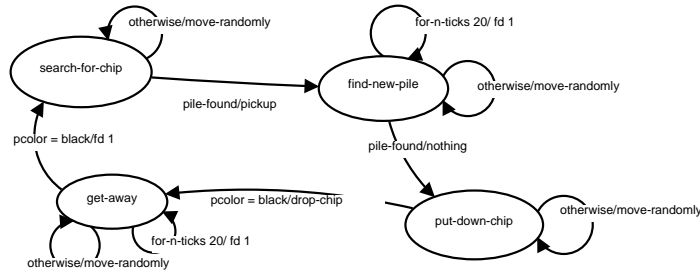 otherwise/move-randomly
for-n-ticks 20/ fd 1
search-for-chip
find-new-pile
otherwise/move-randomly
pile-found/pickup
pcolor = black/fd 1
pile-found/nothing
get-away
pcolor = black/drop-chip
put-down-chip
otherwise/move-randomly
for-n-ticks 20/ fd 1
otherwise/move-randomly